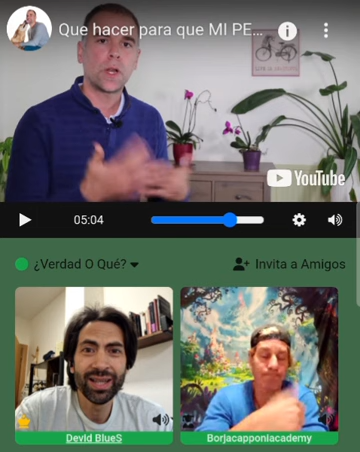 Que hacer para que MI PE...
YouTube
05:04
¿Verdad O Qué?
Invita a Amigos
Devid BlueS
Borjacapponiacademy